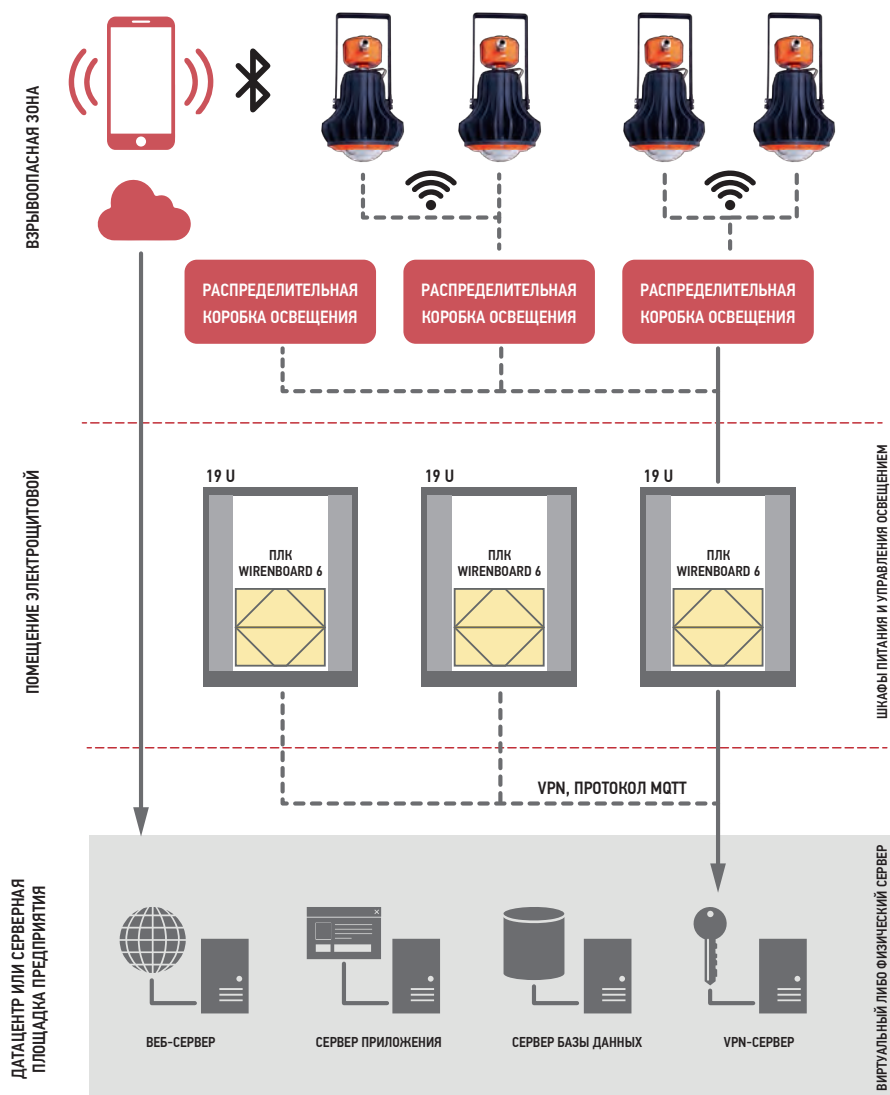 ВЗРЫВООПАСНАЯ ЗОНА
РАСПРЕДЕЛИТЕЛЬНАЯ
КОРОБКА ОСВЕЩЕНИЯ
РАСПРЕДЕЛИТЕЛЬНАЯ
КОРОБКА ОСВЕЩЕНИЯ
РАСПРЕДЕЛИТЕЛЬНАЯ
КОРОБКА ОСВЕЩЕНИЯ
ПОМЕЩЕНИЕ ЭЛЕКТРОЩИТОВОЙ
19 U
ПЛК
WIRENBOARD 6
19 U
ПЛК
WIRENBOARD 6
19 U
ПЛК
WIRENBOARD 6
ШКАФЫ ПИТАНИЯ И УПРАВЛЕНИЯ ОСВЕЩЕНИЕМ
VPN, ПРОТОКОЛ MQTT
ДАТАЦЕНТР ИЛИ СЕРВЕРНАЯ
ПЛОЩАДКА ПРЕДПРИЯТИЯ
ВЕБ-СЕРВЕР
СЕРВЕР ПРИЛОЖЕНИЯ
СЕРВЕР БАЗЫ ДАННЫХ
VPN-СЕРВЕР
ВИРТУАЛЬНЫЙ ЛИБО ФИЗИЧЕСКИЙ СЕРВЕР